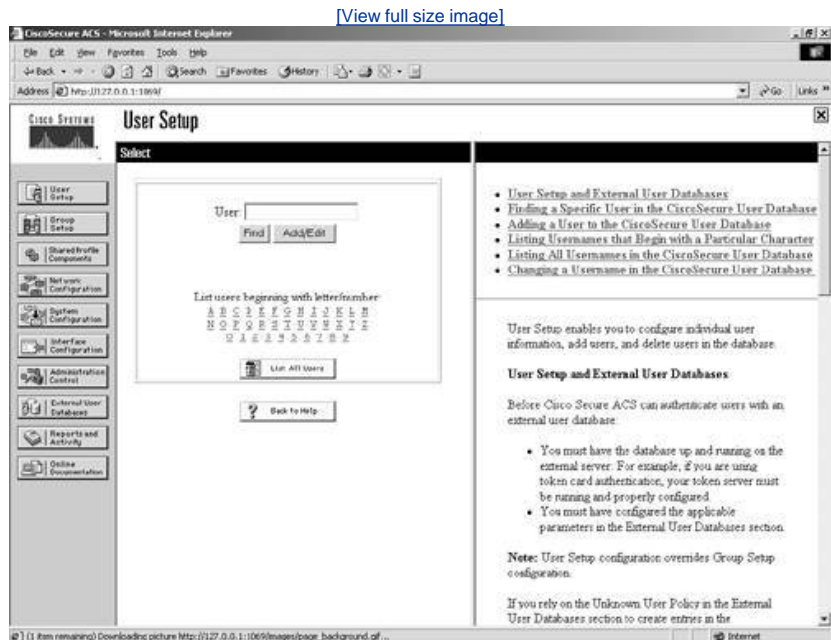 [View full size image]
CiscoSecure ACS - Microsoft Internet Explorer
File Edit View Favorites Tools Help
Back Search Favorites History
Address http://127.0.0.1:1069/ Go Links »
CISCO SYSTEMS
User Setup
Select
User Setup
Group Setup
Shared Profile Components
Network Configuration
System Configuration
Interface Configuration
Administration Control
External User Databases
Reports and Activity
Online Documentation
User:
Find Add/Edit
List users beginning with letter/number:
A B C D E F G H I J K L M
N O P Q R S T U V W X Y Z
0 1 2 3 4 5 6 7 8 9
List All Users
Back to Help
User Setup and External User Databases
Finding a Specific User in the CiscoSecure User Database
Adding a User to the CiscoSecure User Database
Listing Usernames that Begin with a Particular Character
Listing All Usernames in the CiscoSecure User Database
Changing a Username in the CiscoSecure User Database
User Setup enables you to configure individual user
information, add users, and delete users in the database.
User Setup and External User Databases
Before Cisco Secure ACS can authenticate users with an
external user database:
You must have the database up and running on the
external server. For example, if you are using
token card authentication, your token server must
be running and properly configured.
You must have configured the applicable
parameters in the External User Databases section.
Note: User Setup configuration overrides Group Setup
configuration.
If you rely on the Unknown User Policy in the External
User Databases section to create entries in the
(1 item remaining) Downloading picture http://127.0.0.1:1069/images/page_background.gif...
Internet